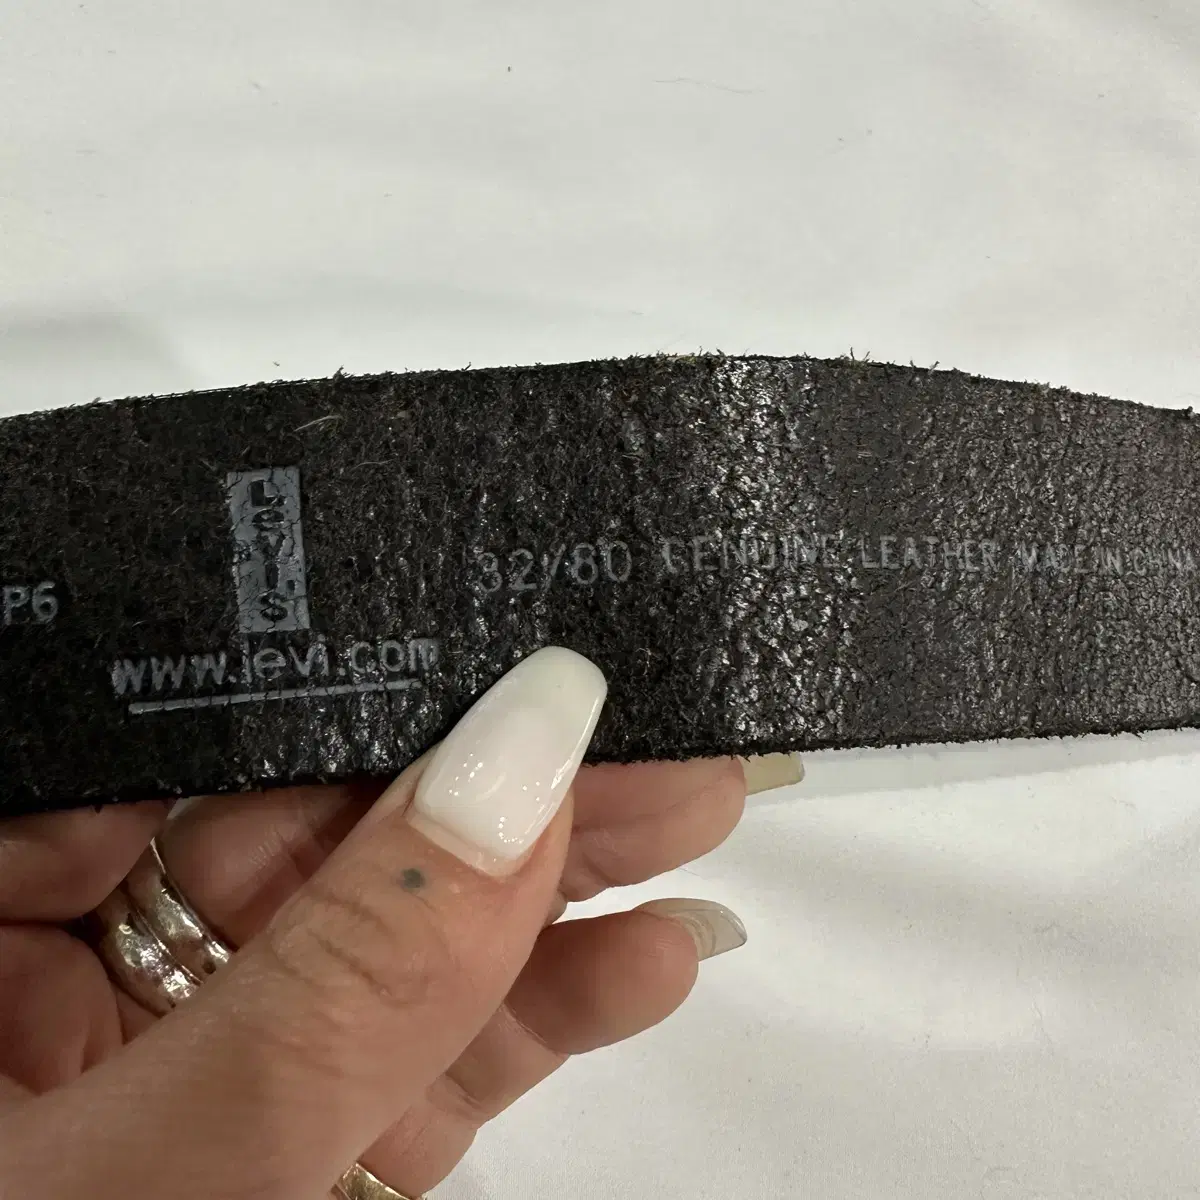 P6
Levi's
www.levi.com
32/80 GENUINE LEATHER MADE IN CHINA